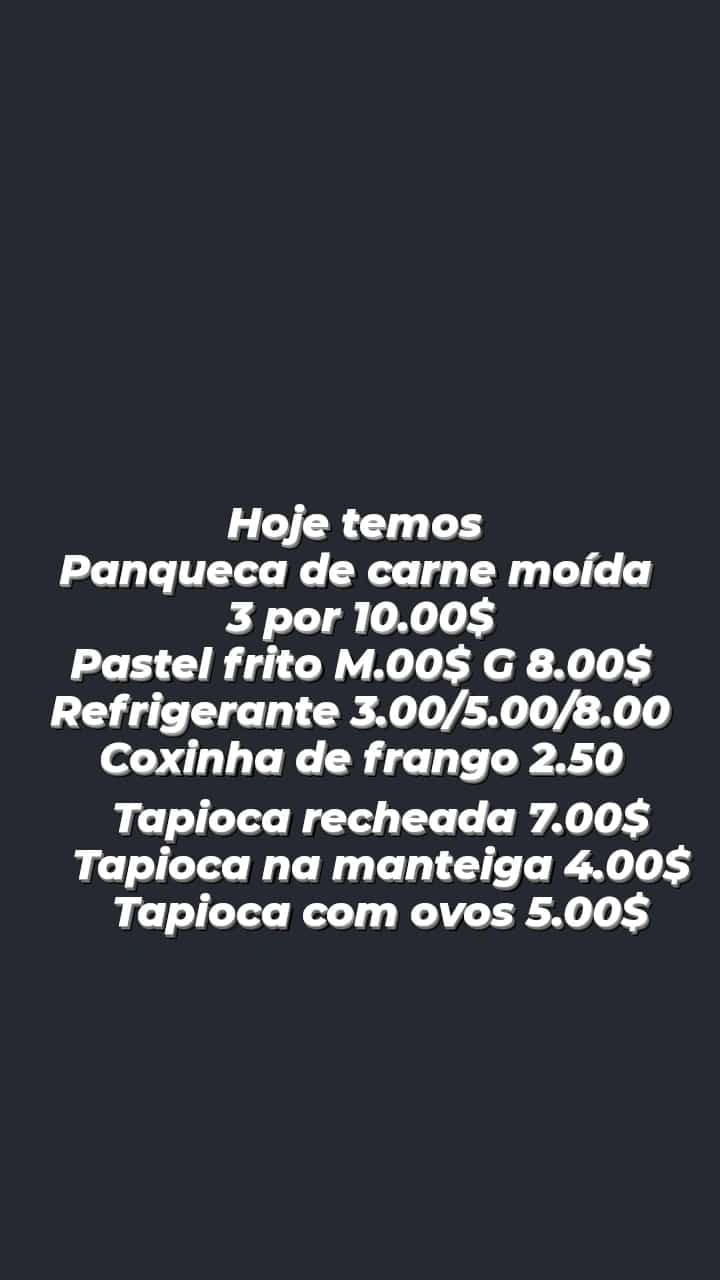 Hoje temos
Panqueca de carne moída
3 por 10.00$
Pastel frito M.00$ G 8.00$
Refrigerante 3.00/5.00/8.00
Coxinha de frango 2.50
Tapioca recheada 7.00$
Tapioca na manteiga 4.00$
Tapioca com ovos 5.00$